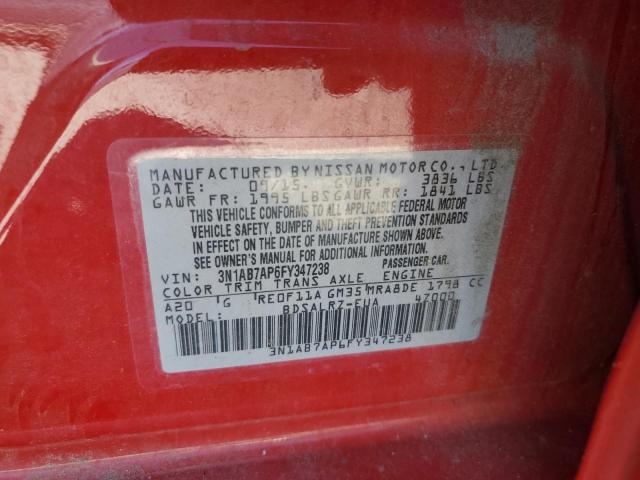 MANUFACTURED BY NISSAN MOTOR CO., LTD
DATE: 09/15. GVWR: 3836 LBS
GAWR FR: 1995 LBS GAWR RR: 1841 LBS
THIS VEHICLE CONFORMS TO ALL APPLICABLE FEDERAL MOTOR
VEHICLE SAFETY, BUMPER AND THEFT PREVENTION STANDARDS
IN EFFECT ON THE DATE OF MANUFACTURE SHOWN ABOVE.
SEE OWNER'S MANUAL FOR ADDITIONAL INFORMATION.
VIN: 3N1AB7AP6FY347238 PASSENGER CAR.
COLOR TRIM TRANS AXLE ENGINE
A20 G RE0F11A GM35 MRA8DE 1798 CC
MODEL: BDSALRZ-EUA 47000
3N1AB7AP6FY347238